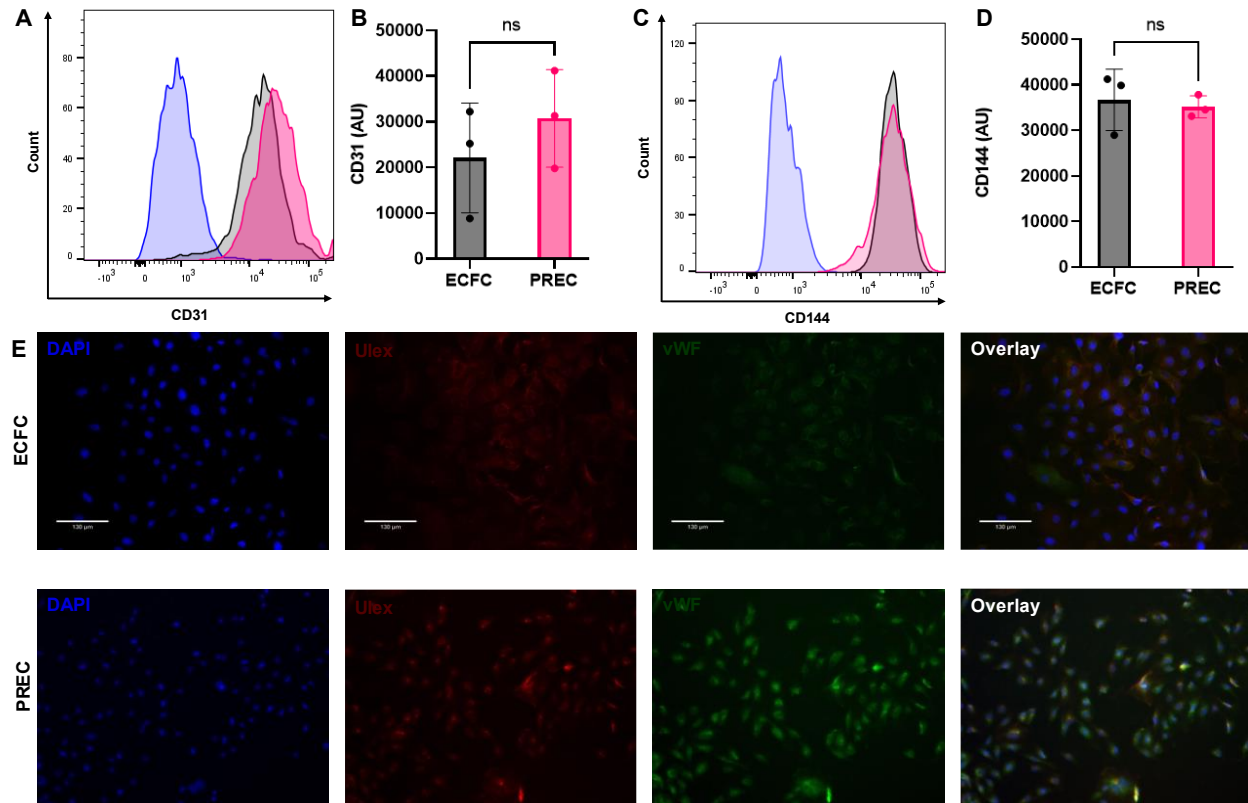 A
B
C
D
Count
80
60
40
20
0
-10³
0
10³
10⁴
10⁵
CD31
ns
CD31 (AU)
50000
40000
30000
20000
10000
0
ECFC
PREC
Count
120
90
60
30
0
-10³
0
10³
10⁴
10⁵
CD144
ns
CD144 (AU)
50000
40000
30000
20000
10000
0
ECFC
PREC
E
ECFC
DAPI
Ulex
vWF
Overlay
130 μm
130 μm
130 μm
130 μm
PREC
DAPI
Ulex
vWF
Overlay